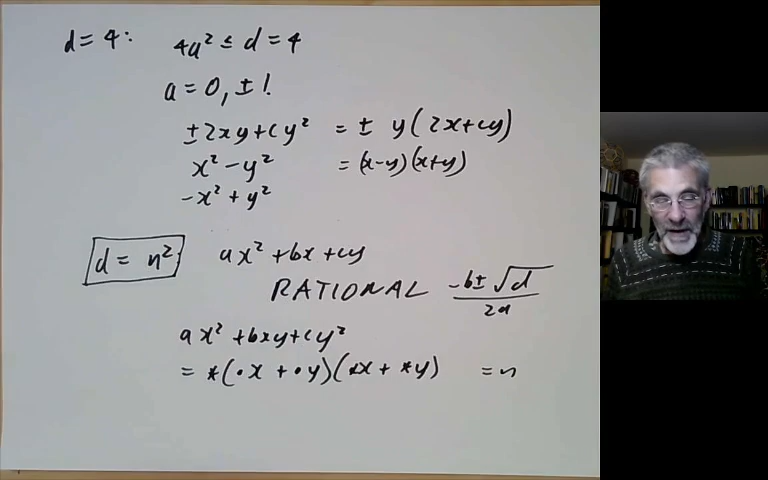 d = 4: 4a² ≤ d = 4
a = 0, ± 1.
± 2xy + cy² = ± y(2x+cy)
x² - y² = (x-y)(x+y)
-x² + y²
d = n² ax² + bx + cy
RATIONAL (-b ± √d)/2a
ax² + bxy + cy²
= *(·x + ·y)(*x + *y) = n